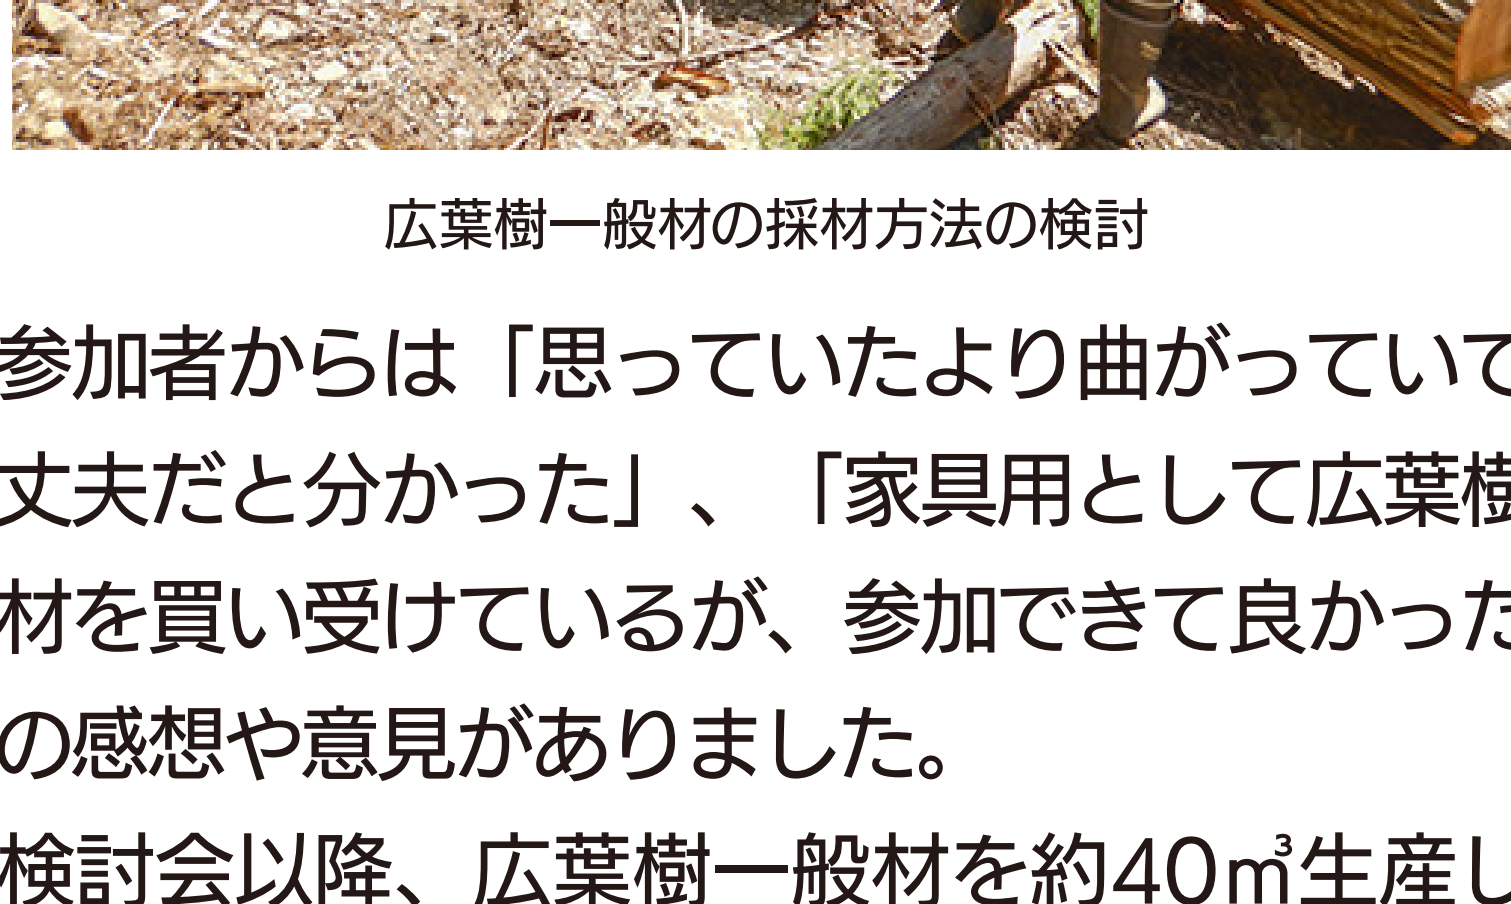 広葉樹一般材の採材方法の検討
参加者からは「思っていたより曲がっていて
丈夫だと分かった」、「家具用として広葉樹
材を買い受けているが、参加できて良かった
の感想や意見がありました。
検討会以降、広葉樹一般材を約40㎥生産し